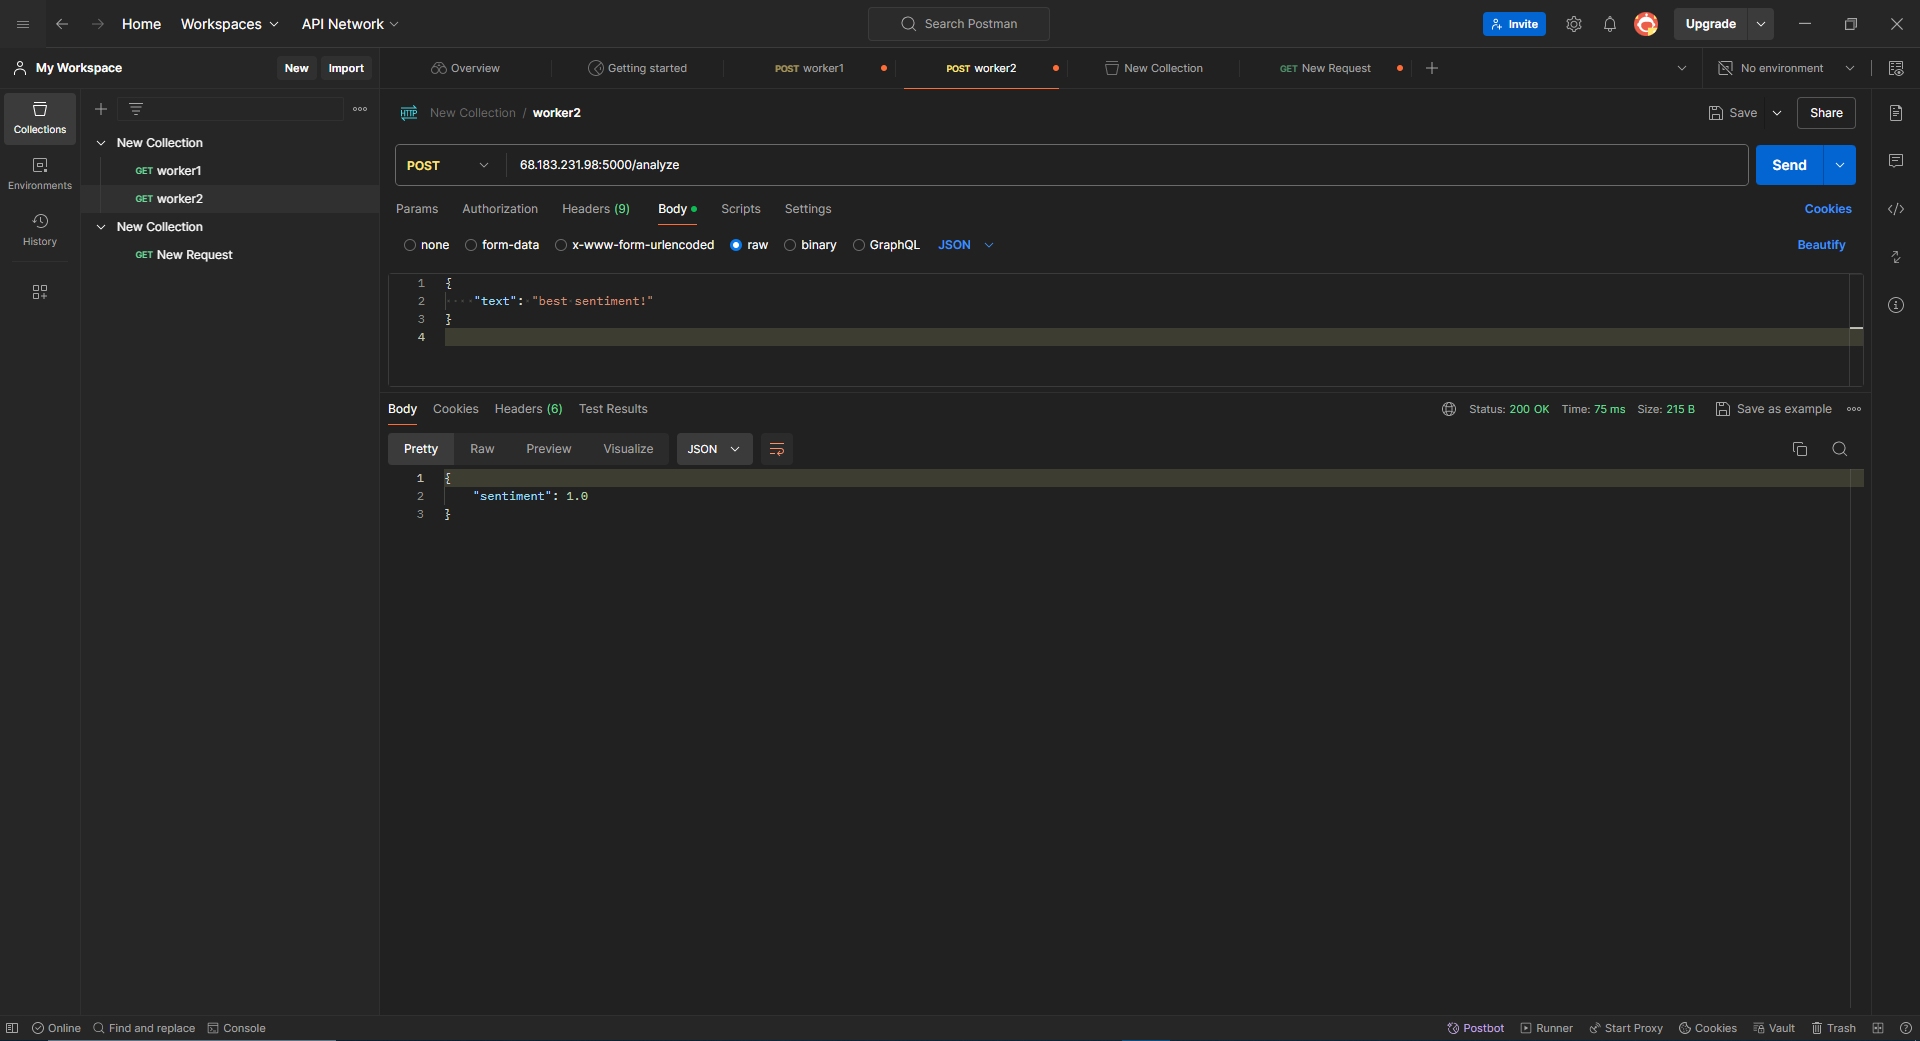 Home Workspaces API Network Search Postman Invite Upgrade
My Workspace New Import Overview Getting started POST worker1 POST worker2 New Collection GET New Request No environment
Collections
Environments
History
New Collection
GET worker1
GET worker2
New Collection
GET New Request
HTTP New Collection / worker2 Save Share
POST 68.183.231.98:5000/analyze Send
Params Authorization Headers (9) Body Scripts Settings Cookies
none form-data x-www-form-urlencoded raw binary GraphQL JSON Beautify
1 {
2 "text": "best sentiment!"
3 }
4
Body Cookies Headers (6) Test Results Status: 200 OK Time: 75 ms Size: 215 B Save as example
Pretty Raw Preview Visualize JSON
1 {
2 "sentiment": 1.0
3 }
Online Find and replace Console Postbot Runner Start Proxy Cookies Vault Trash